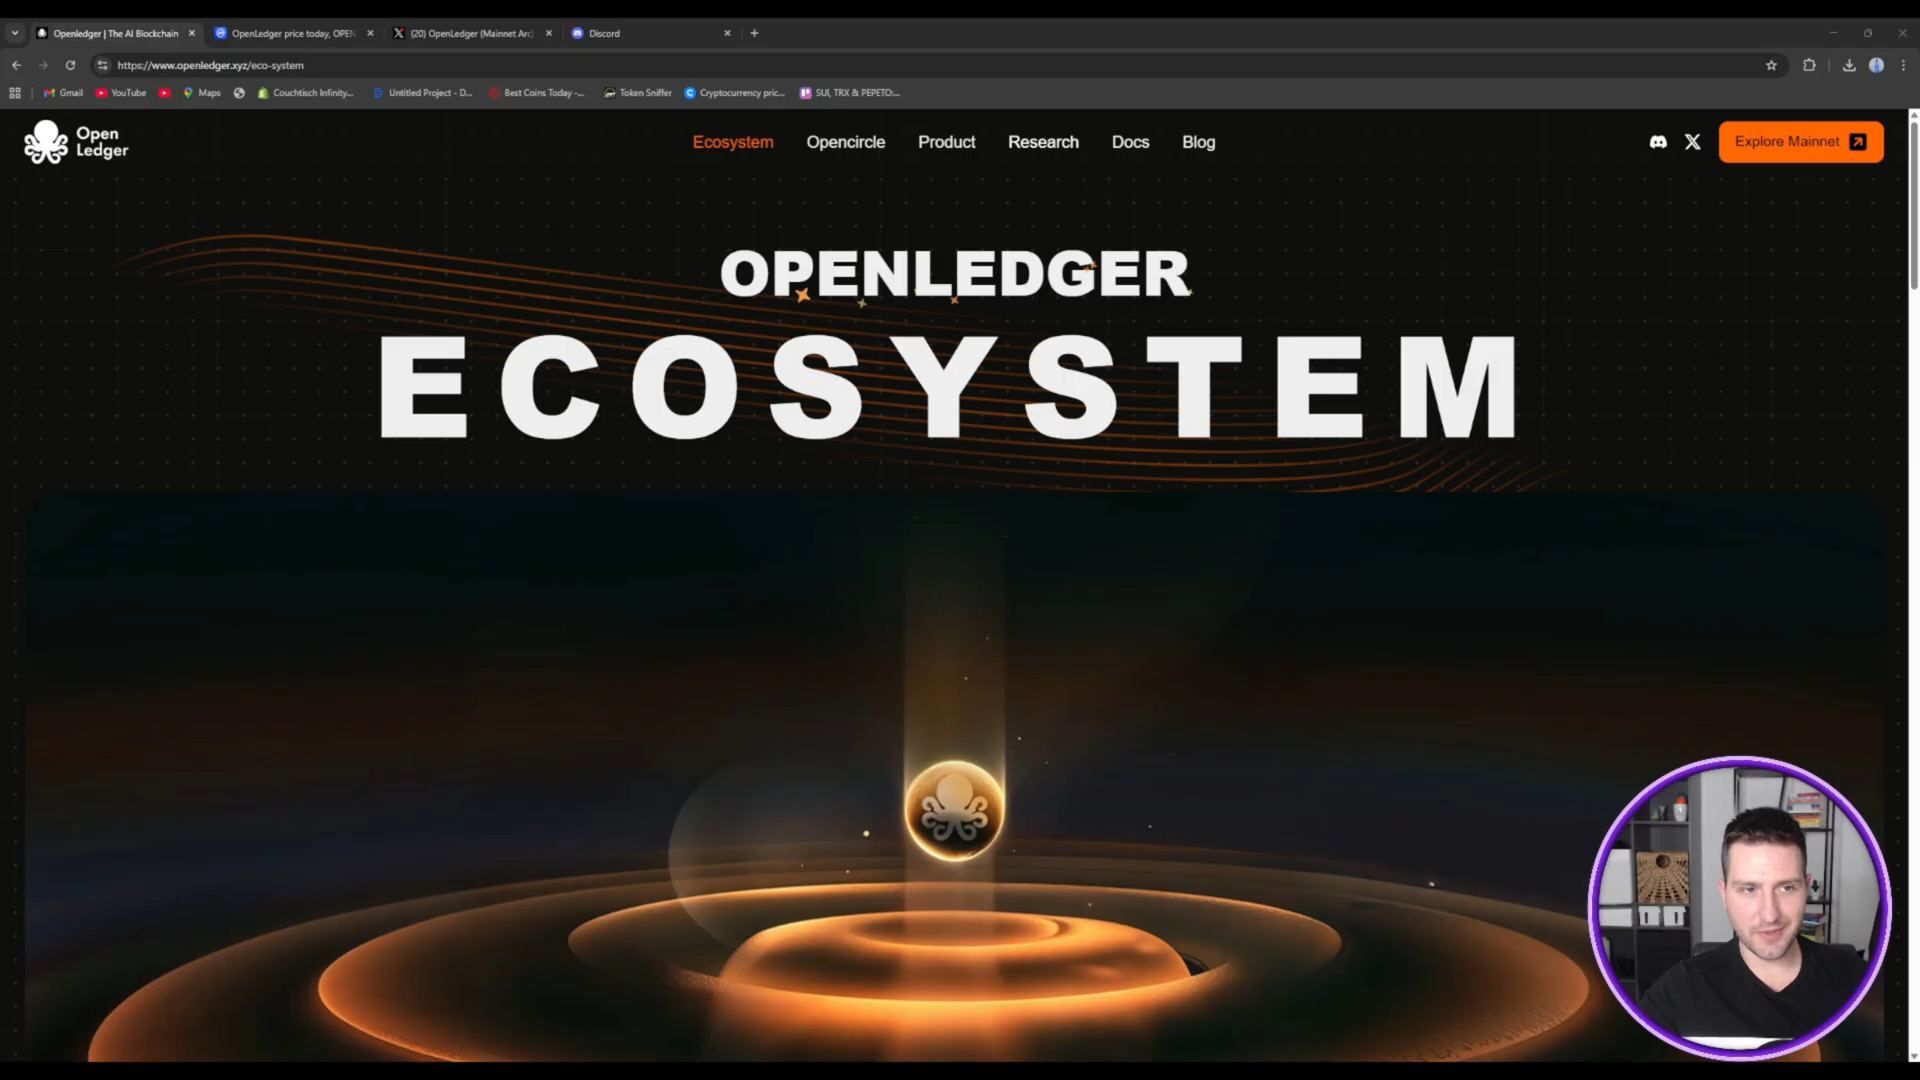 Openledger | The AI Blockchain
OpenLedger price today, OPEN
(20) OpenLedger (Mainnet Arc)
Discord
https://www.openledger.xyz/eco-system
Gmail
YouTube
Maps
Couchtisch Infinity...
Untitled Project - D...
Best Coins Today -...
Token Sniffer
Cryptocurrency pric...
SUI, TRX & PEPETO:...
Open
Ledger
Ecosystem
Opencircle
Product
Research
Docs
Blog
Explore Mainnet
OPENLEDGER
ECOSYSTEM